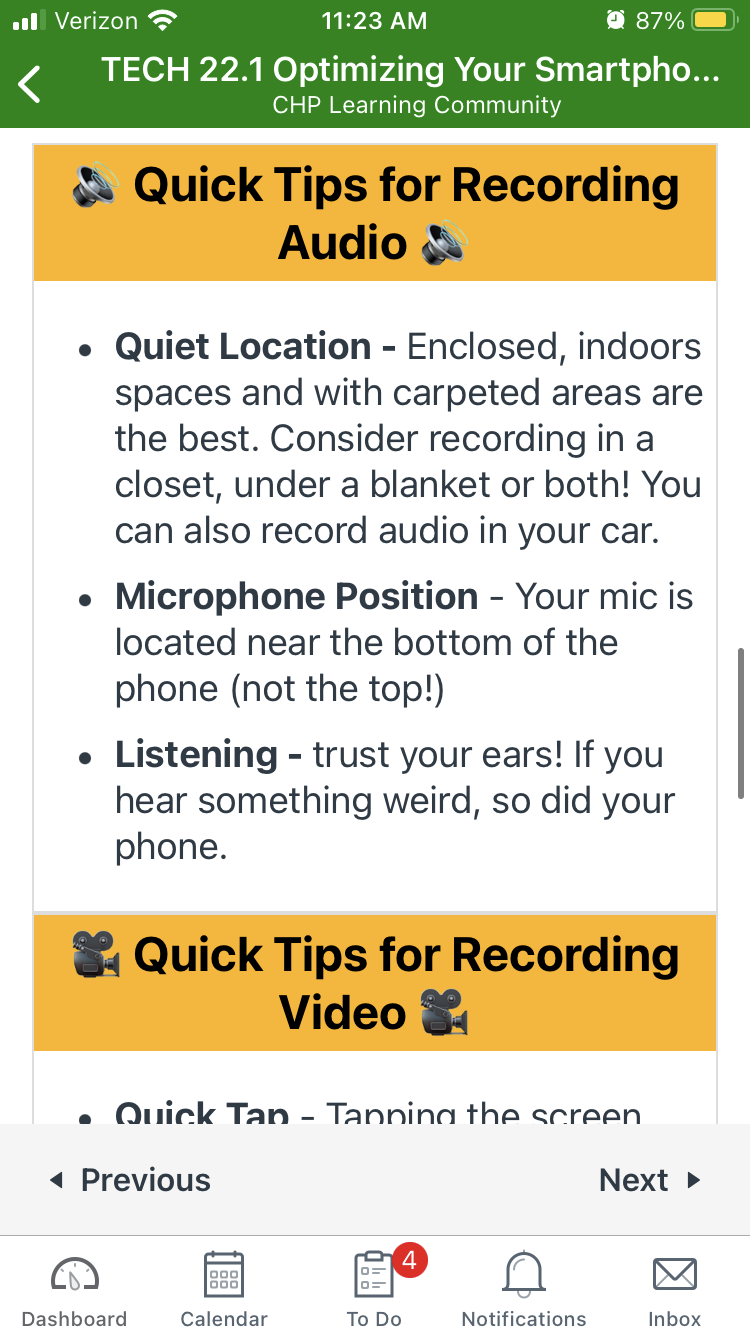 Verizon 11:23 AM 87%
TECH 22.1 Optimizing Your Smartpho...
CHP Learning Community
Quick Tips for Recording
Audio
• Quiet Location - Enclosed, indoors
spaces and with carpeted areas are
the best. Consider recording in a
closet, under a blanket or both! You
can also record audio in your car.
• Microphone Position - Your mic is
located near the bottom of the
phone (not the top!)
• Listening - trust your ears! If you
hear something weird, so did your
phone.
Quick Tips for Recording
Video
• Quick Tap - Tapping the screen
Previous Next
4
Dashboard Calendar To Do Notifications Inbox